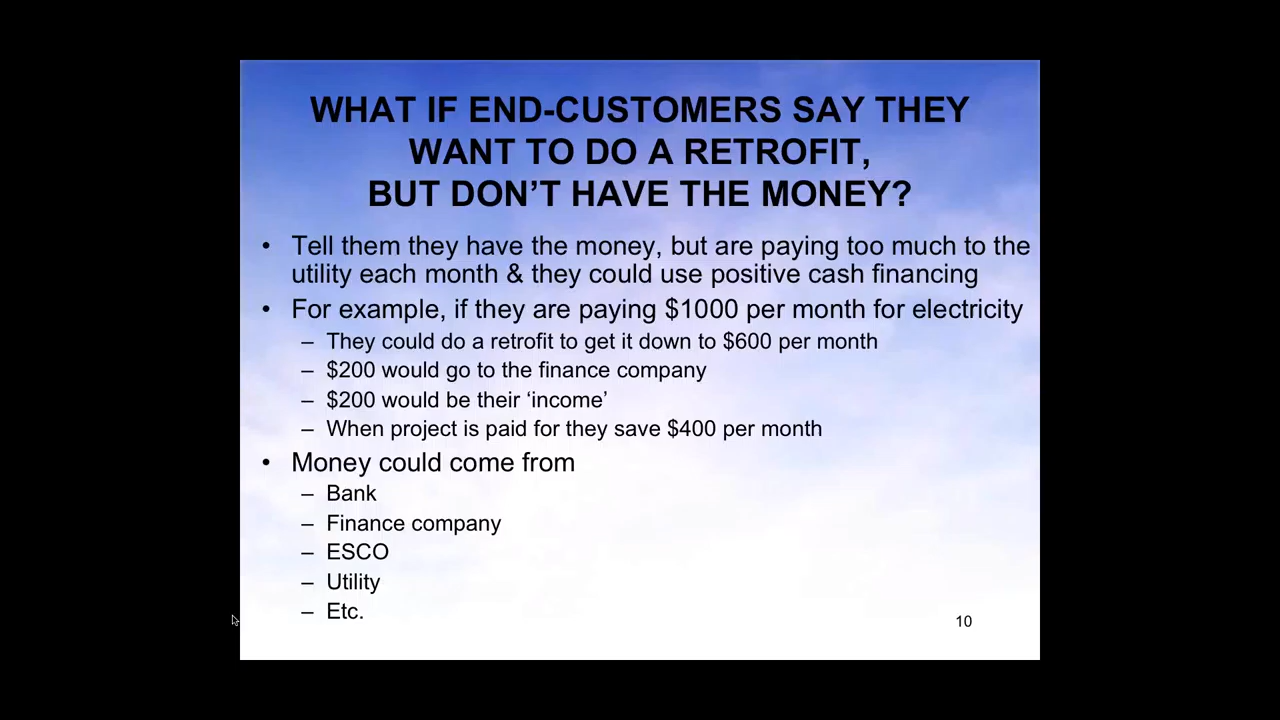 WHAT IF END-CUSTOMERS SAY THEY
WANT TO DO A RETROFIT,
BUT DON’T HAVE THE MONEY?
• Tell them they have the money, but are paying too much to the
utility each month & they could use positive cash financing
• For example, if they are paying $1000 per month for electricity
– They could do a retrofit to get it down to $600 per month
– $200 would go to the finance company
– $200 would be their ‘income’
– When project is paid for they save $400 per month
• Money could come from
– Bank
– Finance company
– ESCO
– Utility
– Etc.
10